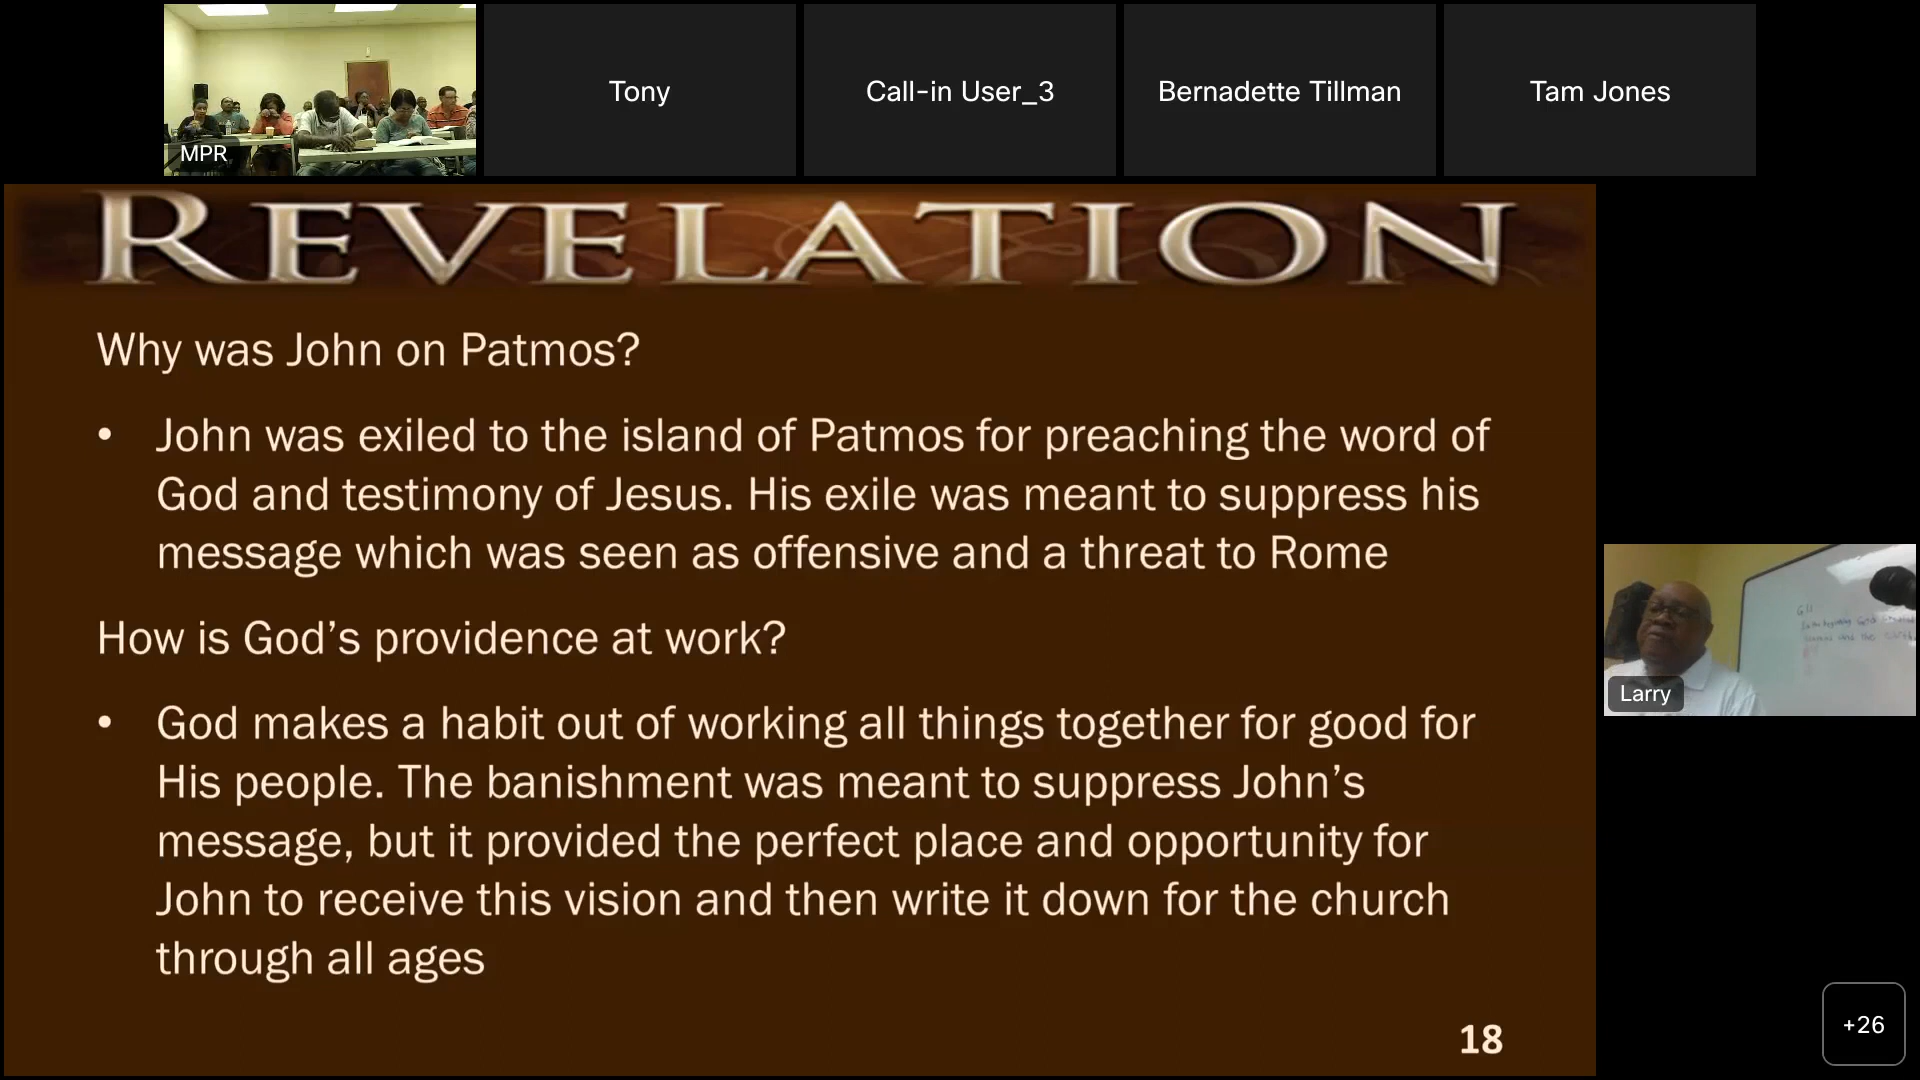 Tony
Call-in User_3
Bernadette Tillman
Tam Jones
MPR
REVELATION
Why was John on Patmos?
• John was exiled to the island of Patmos for preaching the word of
God and testimony of Jesus. His exile was meant to suppress his
message which was seen as offensive and a threat to Rome
How is God’s providence at work?
• God makes a habit out of working all things together for good for
His people. The banishment was meant to suppress John’s
message, but it provided the perfect place and opportunity for
John to receive this vision and then write it down for the church
through all ages
18
Larry
+26